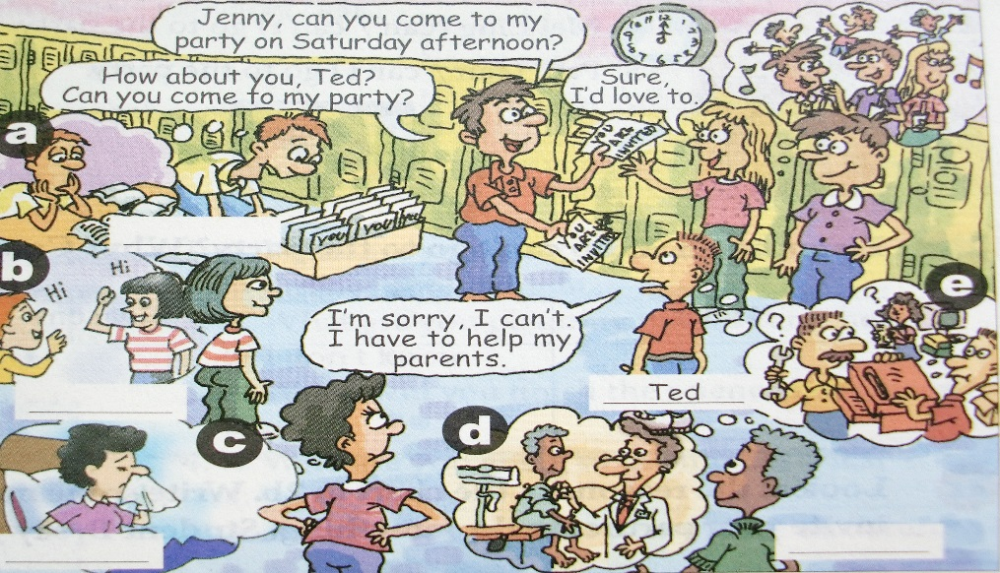 Jenny, can you come to my
party on Saturday afternoon?
How about you, Ted?
Can you come to my party?
Sure,
I'd love to.
YOU
ARE
INVITED
a
you
you
you
YOU
ARE
INVITED
b
Hi
Hi
I'm sorry, I can't.
I have to help my
parents.
Ted
e
?
?
c
d